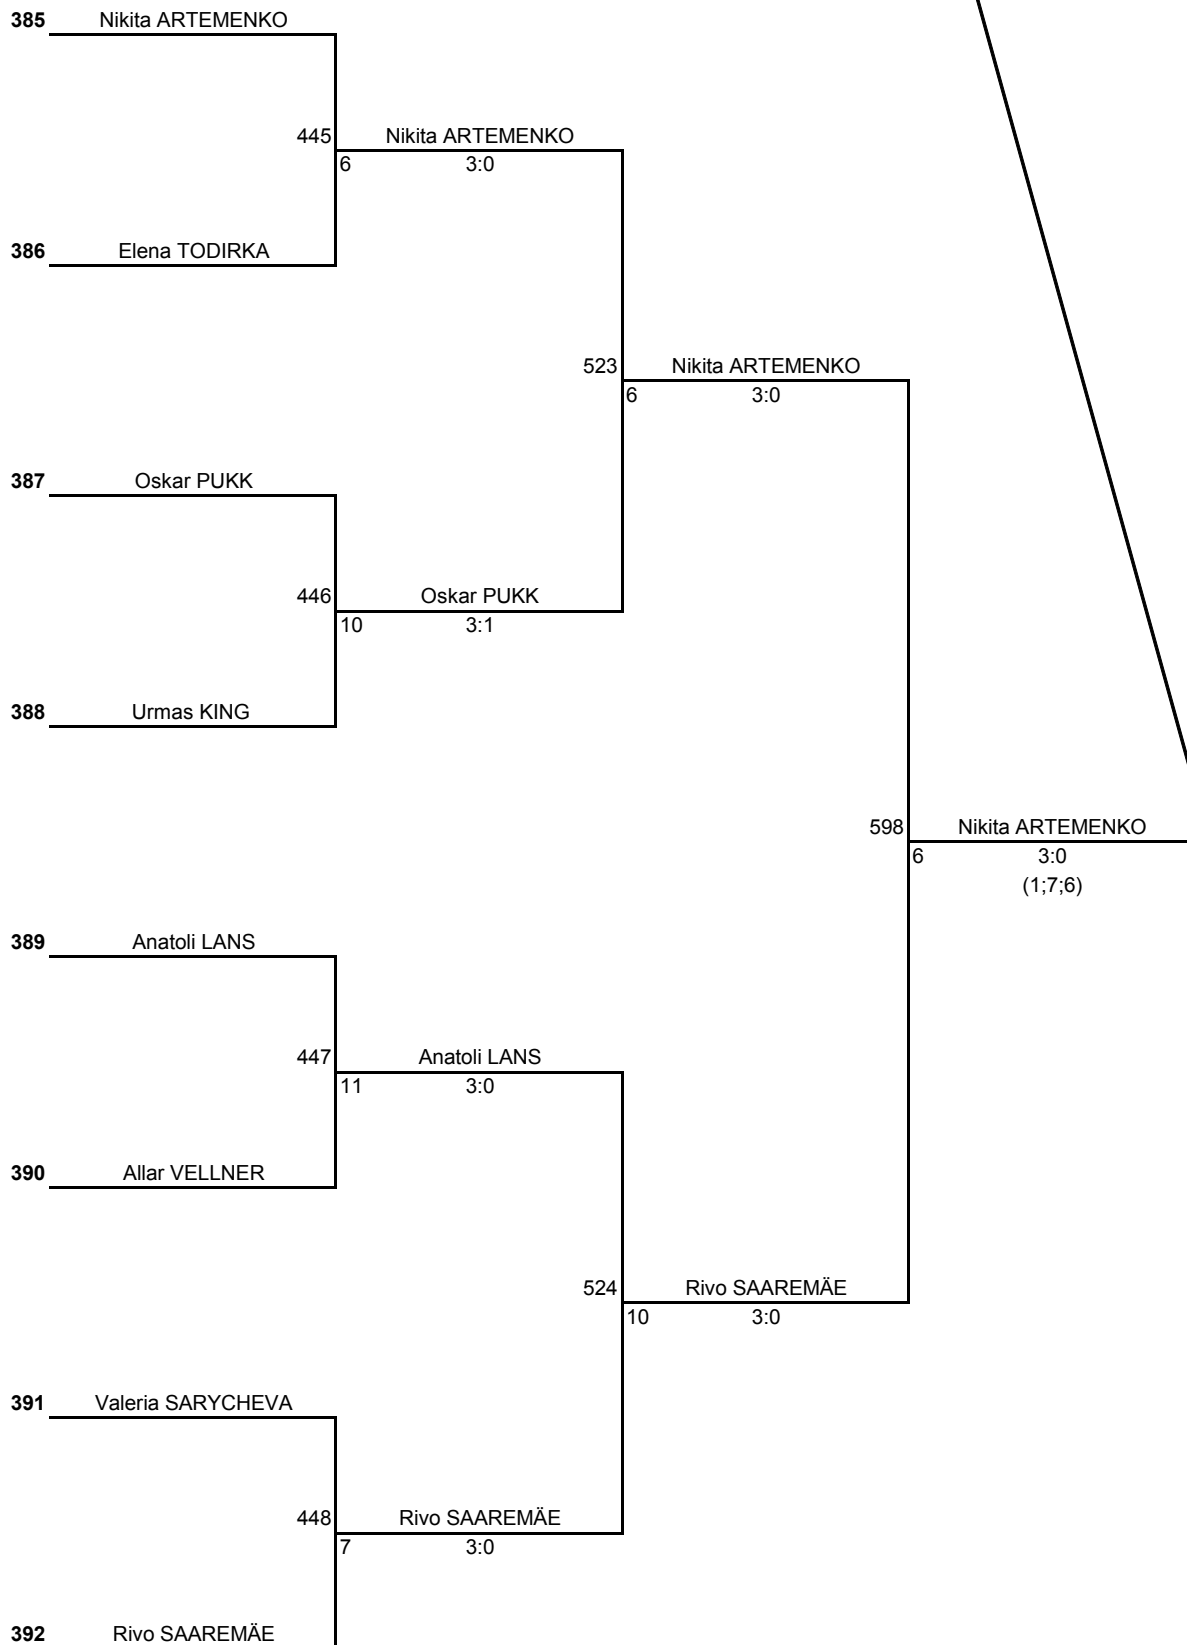 385 Nikita ARTEMENKO
445 Nikita ARTEMENKO
6 3:0
386 Elena TODIRKA
523 Nikita ARTEMENKO
6 3:0
387 Oskar PUKK
446 Oskar PUKK
10 3:1
388 Urmas KING
598 Nikita ARTEMENKO
6 3:0
(1;7;6)
389 Anatoli LANS
447 Anatoli LANS
11 3:0
390 Allar VELLNER
524 Rivo SAAREMÄE
10 3:0
391 Valeria SARYCHEVA
448 Rivo SAAREMÄE
7 3:0
392 Rivo SAAREMÄE